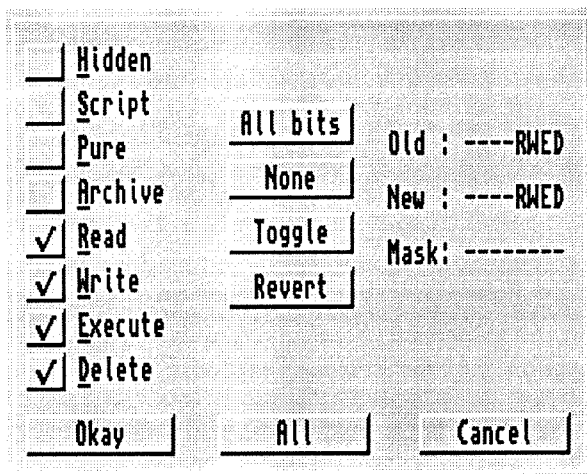 Hidden
Script
Pure
Archive
Read
Write
Execute
Delete
All bits
None
Toggle
Revert
Old : ----RWED
New : ----RWED
Mask: --------
Okay
All
Cancel